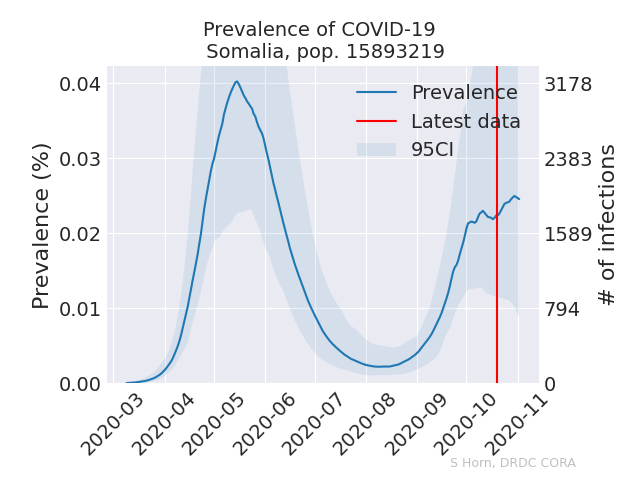 Prevalence of COVID-19
Somalia, pop. 15893219
Prevalence
Latest data
95CI
Prevalence (%)
0.04
0.03
0.02
0.01
0.00
3178
2383
1589
794
0
# of infections
2020-03
2020-04
2020-05
2020-06
2020-07
2020-08
2020-09
2020-10
2020-11
S Horn, DRDC CORA